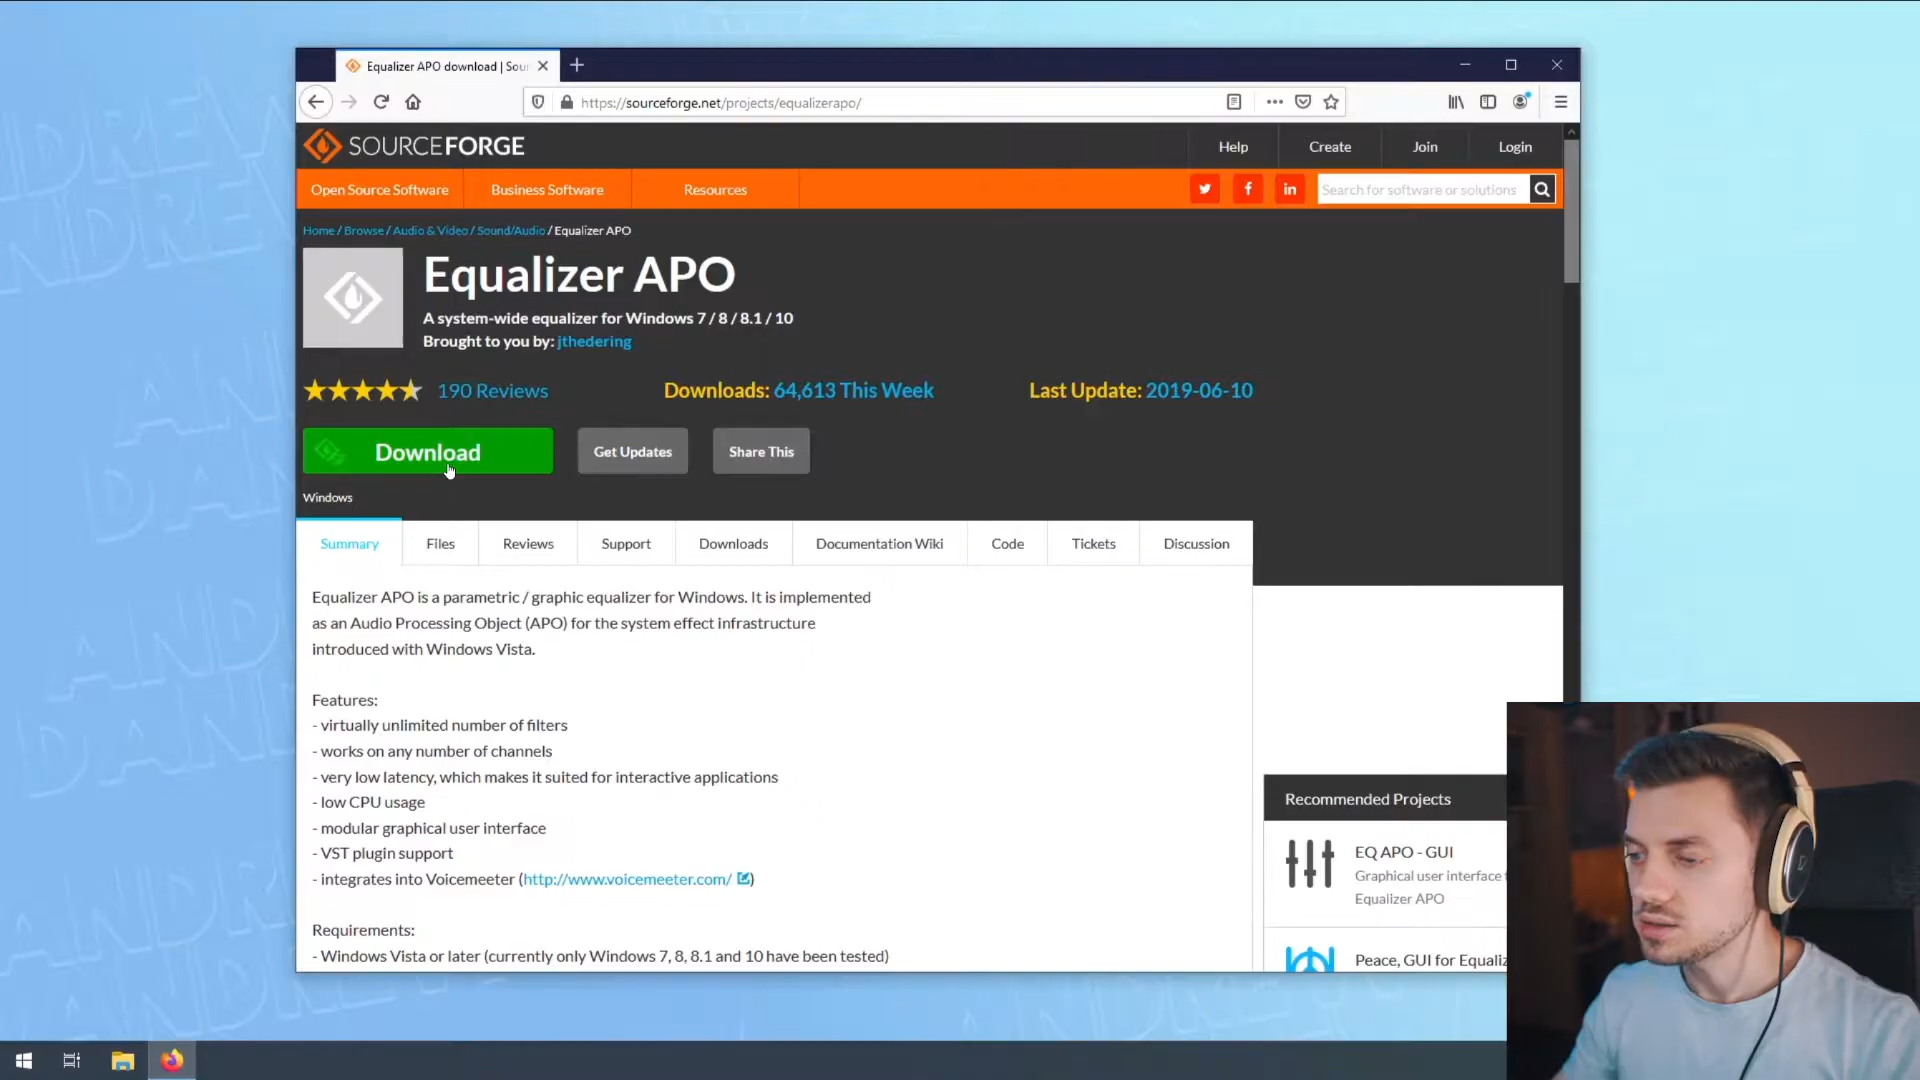 Equalizer APO download | Sour
https://sourceforge.net/projects/equalizerapo/
SOURCEFORGE
Help
Create
Join
Login
Open Source Software
Business Software
Resources
Search for software or solutions
Home / Browse / Audio & Video / Sound/Audio / Equalizer APO
Equalizer APO
A system-wide equalizer for Windows 7 / 8 / 8.1 / 10
Brought to you by: jthedering
190 Reviews
Downloads: 64,613 This Week
Last Update: 2019-06-10
Download
Get Updates
Share This
Windows
Summary
Files
Reviews
Support
Downloads
Documentation Wiki
Code
Tickets
Discussion
Equalizer APO is a parametric / graphic equalizer for Windows. It is implemented
as an Audio Processing Object (APO) for the system effect infrastructure
introduced with Windows Vista.
Features:
- virtually unlimited number of filters
- works on any number of channels
- very low latency, which makes it suited for interactive applications
- low CPU usage
- modular graphical user interface
- VST plugin support
- integrates into Voicemeeter (http://www.voicemeeter.com/ )
Requirements:
- Windows Vista or later (currently only Windows 7, 8, 8.1 and 10 have been tested)
Recommended Projects
EQ APO - GUI
Graphical user interface
Equalizer APO
Peace, GUI for Equaliz